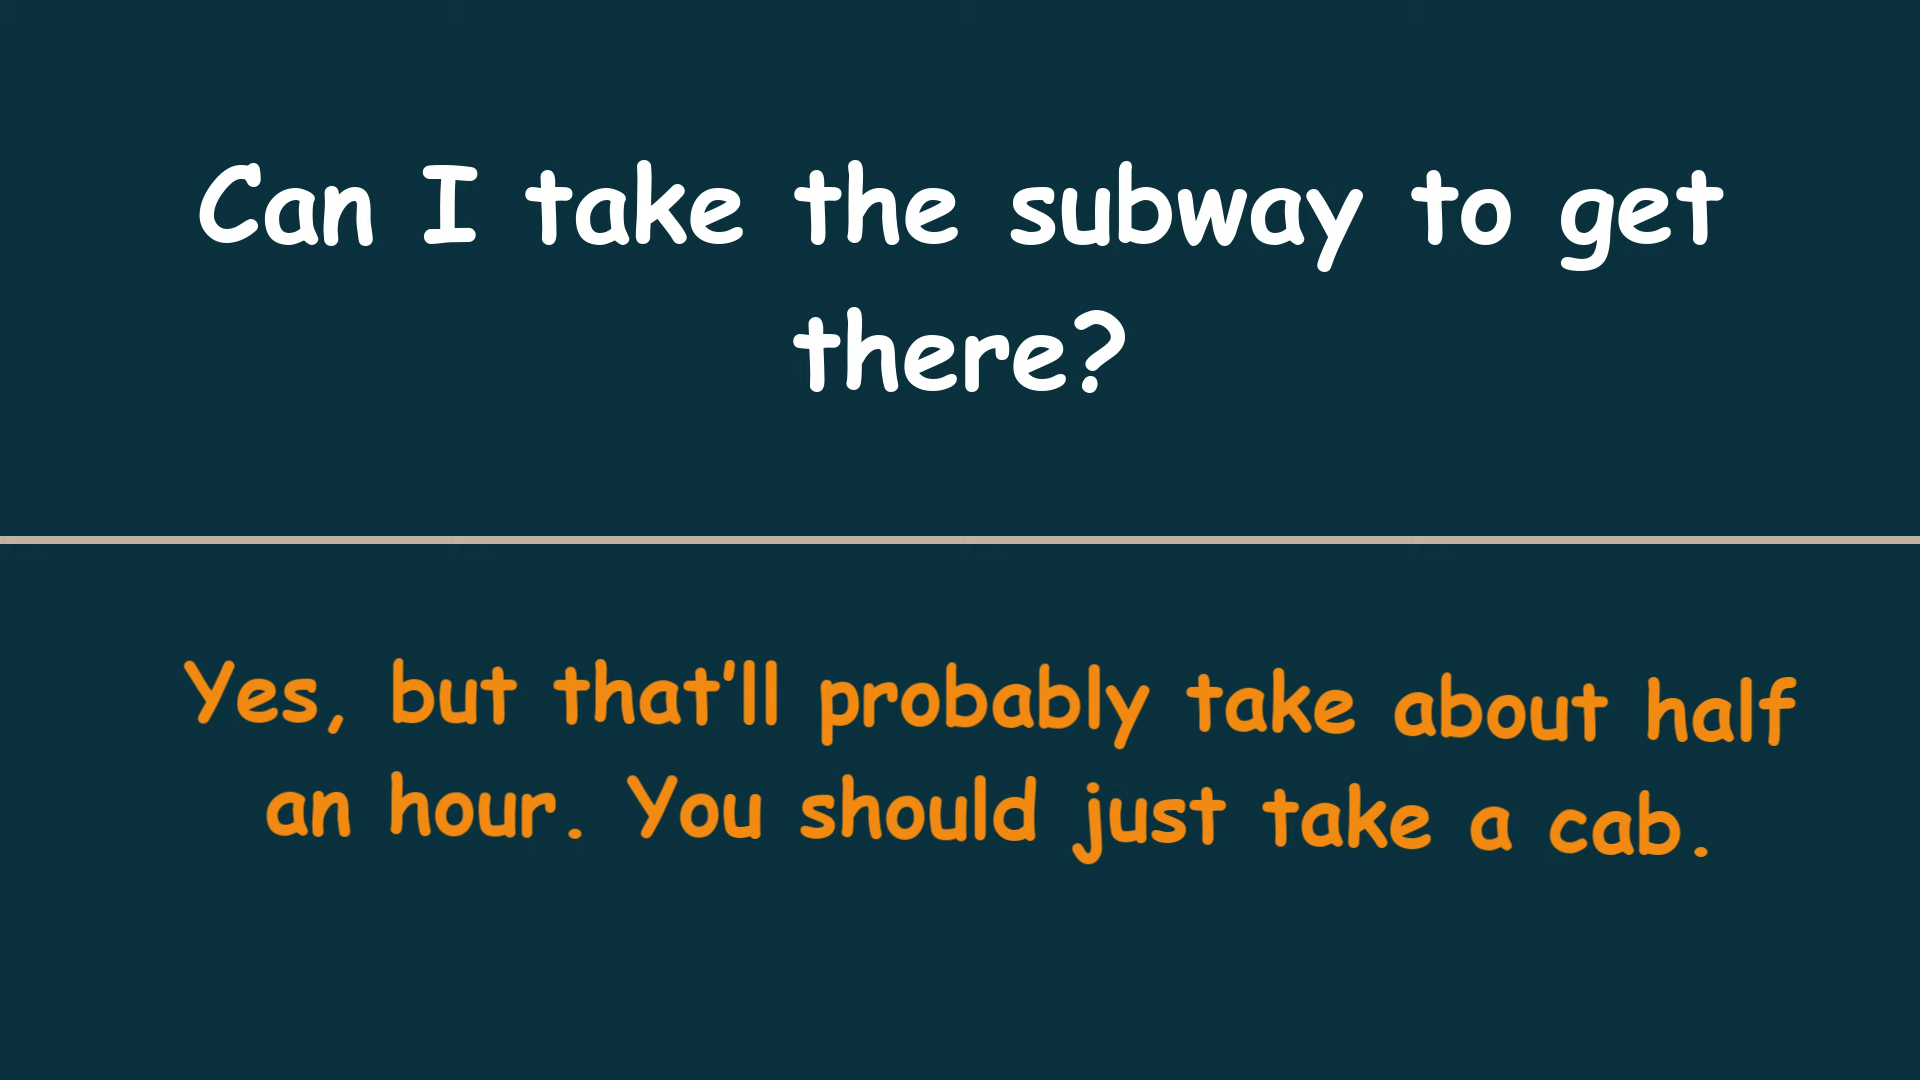 Can I take the subway to get
there?
Yes, but that'll probably take about half
an hour. You should just take a cab.